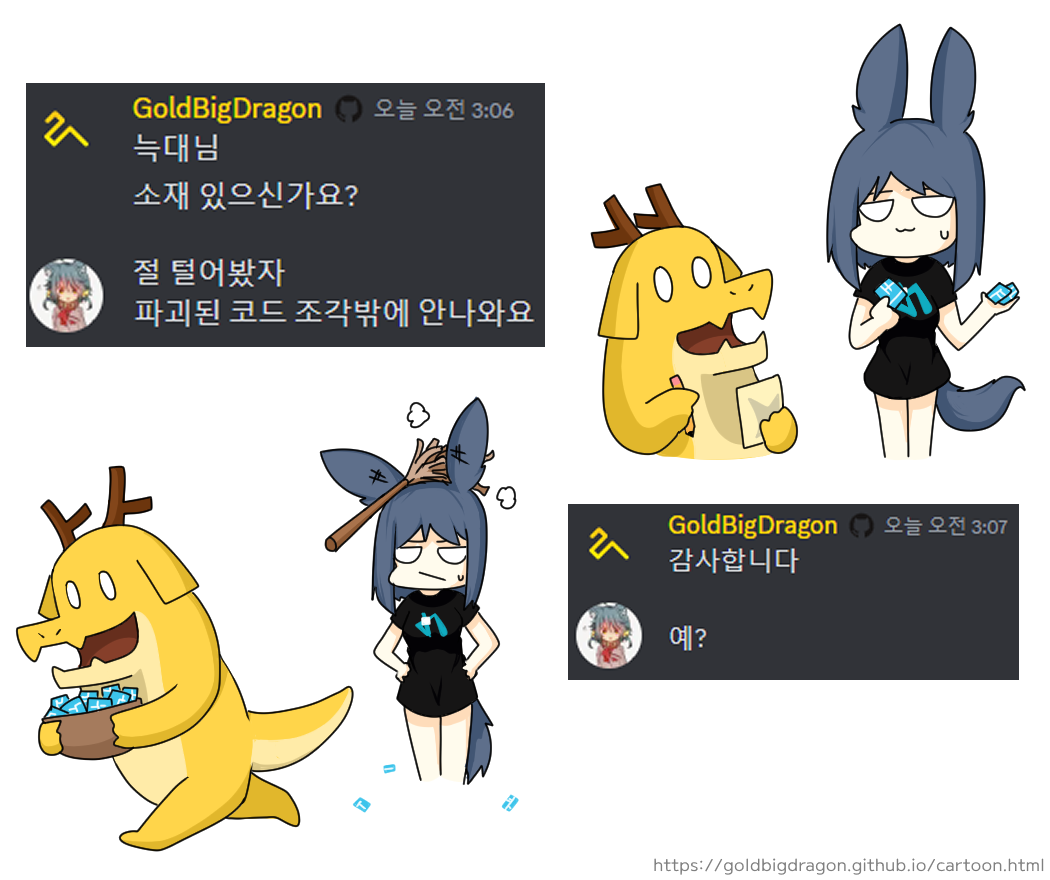 GoldBigDragon 오늘 오전 3:06
늑대님
소재 있으신가요?
절 털어봤자
파괴된 코드 조각밖에 안나와요
GoldBigDragon 오늘 오전 3:07
감사합니다
예?
https://goldbigdragon.github.io/cartoon.html